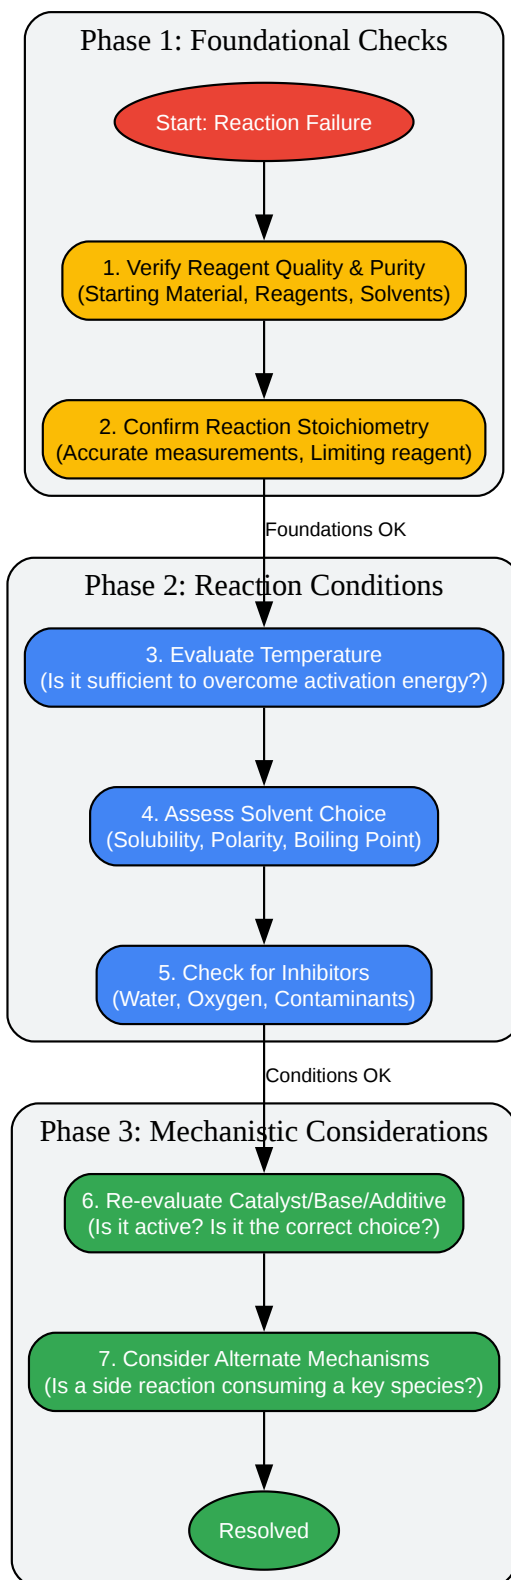 Phase 1: Foundational Checks
Start: Reaction Failure
1. Verify Reagent Quality & Purity
(Starting Material, Reagents, Solvents)
2. Confirm Reaction Stoichiometry
(Accurate measurements, Limiting reagent)
Foundations OK
Phase 2: Reaction Conditions
3. Evaluate Temperature
(Is it sufficient to overcome activation energy?)
4. Assess Solvent Choice
(Solubility, Polarity, Boiling Point)
5. Check for Inhibitors
(Water, Oxygen, Contaminants)
Conditions OK
Phase 3: Mechanistic Considerations
6. Re-evaluate Catalyst/Base/Additive
(Is it active? Is it the correct choice?)
7. Consider Alternate Mechanisms
(Is a side reaction consuming a key species?)
Resolved